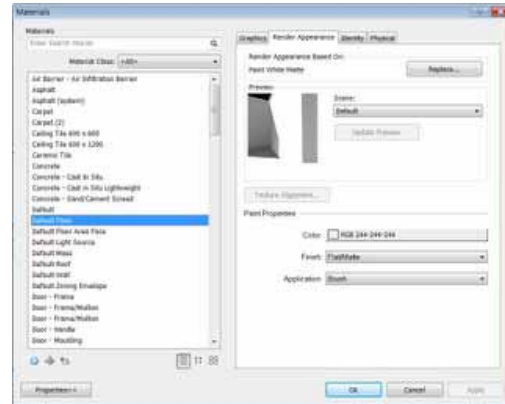 Materials
Materials
Enter Search Words
Material Class: <All>
Air Barrier - Air Infiltration Barrier
Asphalt
Asphalt (system)
Carpet
Carpet (2)
Ceiling Tile 600 x 600
Ceiling Tile 600 x 1200
Ceramic Tile
Concrete
Concrete - Cast In Situ
Concrete - Cast in Situ Lightweight
Concrete - Sand/Cement Screed
Default
Default Floor
Default Floor Area Face
Default Light Source
Default Mass
Default Roof
Default Wall
Default Zoning Envelope
Door - Frame
Door - Frame/Mullion
Door - Frame/Mullion
Door - Handle
Door - Moulding
Properties<<
Graphics
Render Appearance
Identity
Physical
Render Appearance Based On:
Paint White Matte
Replace...
Preview
Scene:
Default
Update Preview
Texture Alignment...
Paint Properties
Color
RGB 244-244-244
Finish
Flat/Matte
Application
Brush
OK
Cancel
Apply